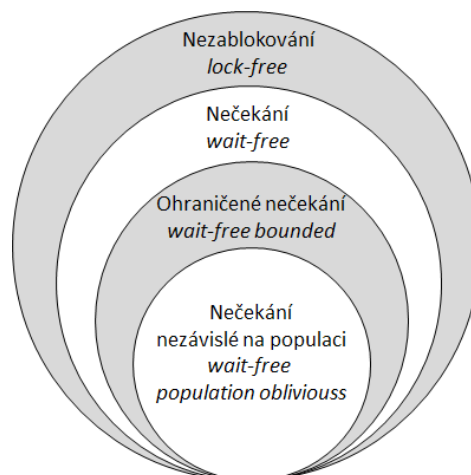 Nezablokování
lock-free
Nečekání
wait-free
Ohraničené nečekání
wait-free bounded
Nečekání
nezávislé na populaci
wait-free
population obliviouss